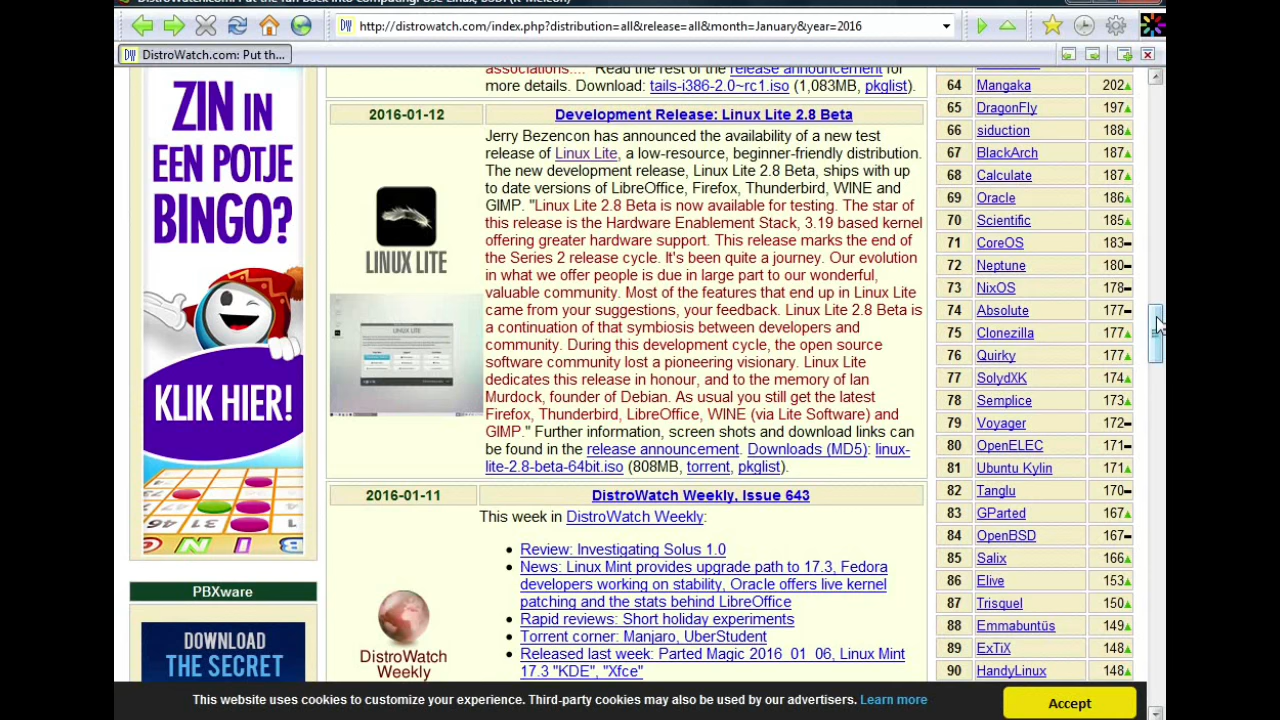 DistroWatch.com: Put the fun back into computing. Use Linux, BSD. (K-Meleon)
http://distrowatch.com/index.php?distribution=all&release=all&month=January&year=2016
DistroWatch.com: Put th...
ZIN IN
EEN POTJE
BINGO?
KLIK HIER!
BINGO
PBXware
DOWNLOAD
THE SECRET
associations.... " Read the rest of the release announcement for
more details. Download: tails-i386-2.0~rc1.iso (1,083MB, pkglist).
2016-01-12
Development Release: Linux Lite 2.8 Beta
LINUX LITE
Jerry Bezencon has announced the availability of a new test
release of Linux Lite, a low-resource, beginner-friendly distribution.
The new development release, Linux Lite 2.8 Beta, ships with up
to date versions of LibreOffice, Firefox, Thunderbird, WINE and
GIMP. "Linux Lite 2.8 Beta is now available for testing. The star of
this release is the Hardware Enablement Stack, 3.19 based kernel
offering greater hardware support. This release marks the end of
the Series 2 release cycle. It's been quite a journey. Our evolution
in what we offer people is due in large part to our wonderful,
valuable community. Most of the features that end up in Linux Lite
came from your suggestions, your feedback. Linux Lite 2.8 Beta is
a continuation of that symbiosis between developers and
community. During this development cycle, the open source
software community lost a pioneering visionary. Linux Lite
dedicates this release in honour, and to the memory of Ian
Murdock, founder of Debian. As usual you still get the latest
Firefox, Thunderbird, LibreOffice, WINE (via Lite Software) and
GIMP." Further information, screen shots and download links can
be found in the release announcement. Downloads (MD5): linux-
lite-2.8-beta-64bit.iso (808MB, torrent, pkglist).
2016-01-11
DistroWatch Weekly, Issue 643
DistroWatch
Weekly
This week in DistroWatch Weekly:
Review: Investigating Solus 1.0
News: Linux Mint provides upgrade path to 17.3, Fedora
developers working on stability, Oracle offers live kernel
patching and the stats behind LibreOffice
Rapid reviews: Short holiday experiments
Torrent corner: Manjaro, UberStudent
Released last week: Parted Magic 2016_01_06, Linux Mint
17.3 "KDE", "Xfce"
64 Mangaka 202
65 DragonFly 197
66 siduction 188
67 BlackArch 187
68 Calculate 187
69 Oracle 186
70 Scientific 185
71 CoreOS 183
72 Neptune 180
73 NixOS 178
74 Absolute 177
75 Clonezilla 177
76 Quirky 177
77 SolydXK 174
78 Semplice 173
79 Voyager 172
80 OpenELEC 171
81 Ubuntu Kylin 171
82 Tanglu 170
83 GParted 167
84 OpenBSD 167
85 Salix 166
86 Elive 153
87 Trisquel 150
88 Emmabuntüs 149
89 ExTiX 148
90 HandyLinux 148
This website uses cookies to customize your experience. Third-party cookies may also be used by our advertisers. Learn more
Accept